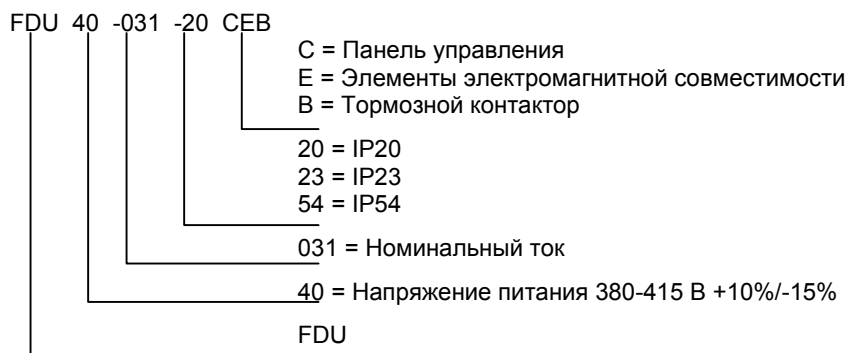 FDU 40 -031 -20 CEB
C = Панель управления
E = Элементы электромагнитной совместимости
B = Тормозной контактор
20 = IP20
23 = IP23
54 = IP54
031 = Номинальный ток
40 = Напряжение питания 380-415 В +10%/-15%
FDU